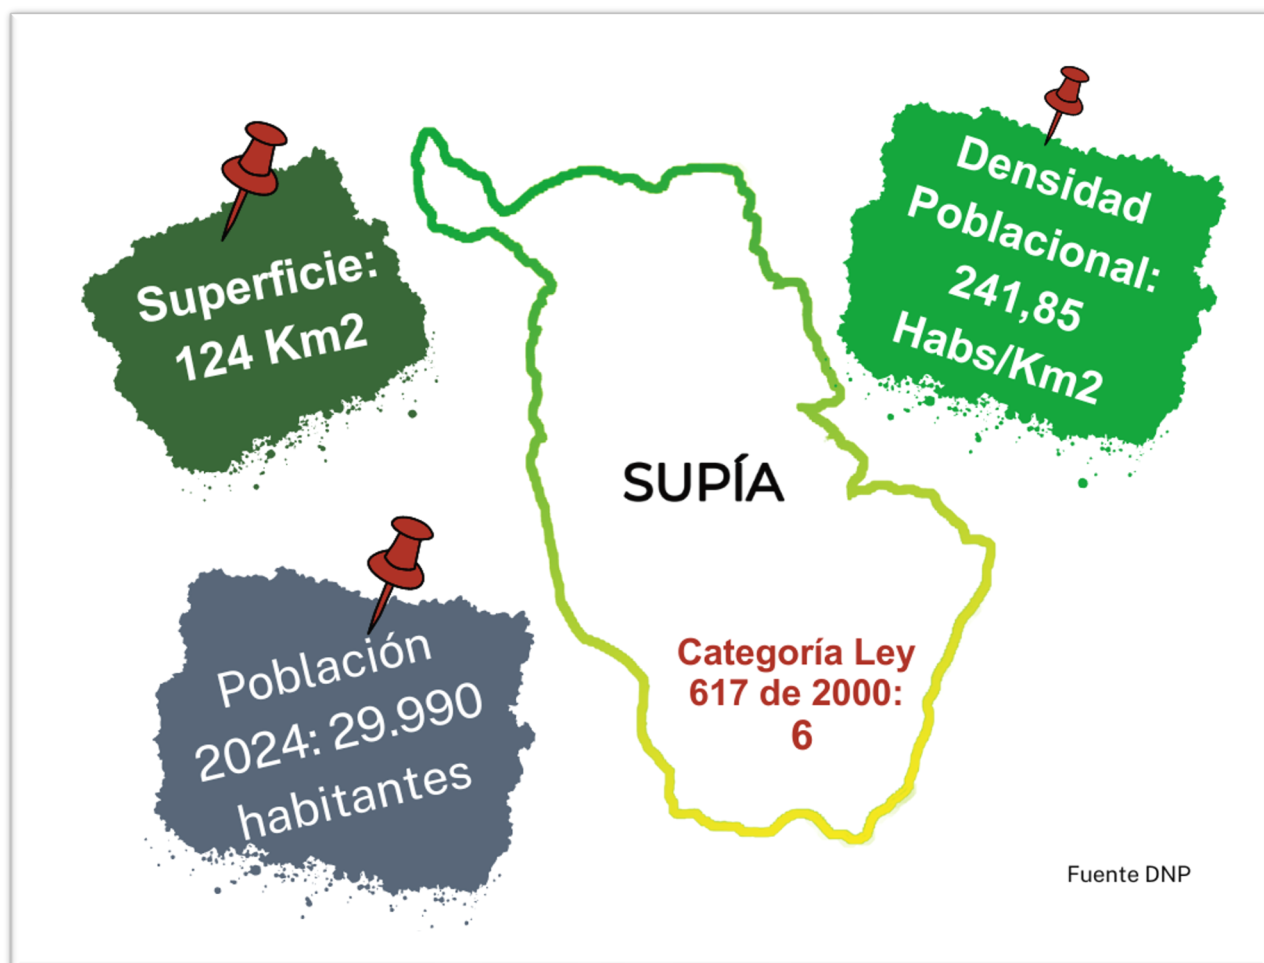 Superficie:
124 Km2
Densidad
Poblacional:
241,85
Habs/Km2
SUPÍA
Población
2024: 29.990
habitantes
Categoría Ley
617 de 2000:
6
Fuente DNP